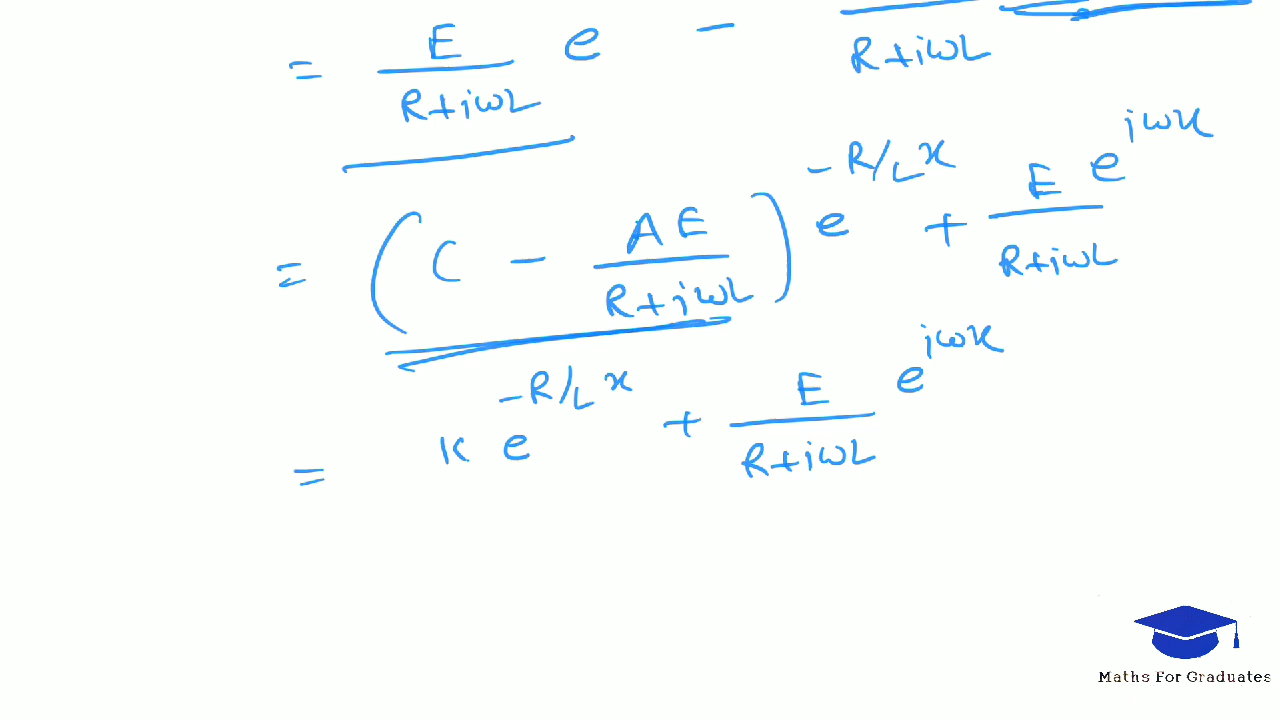 = E/(R+iωL) e - /(R+iωL)
= (C - AE/(R+iωL)) e^(-R/L x) + E/(R+iωL) e^(iωx)
= K e^(-R/L x) + E/(R+iωL) e^(iωx)
Maths For Graduates